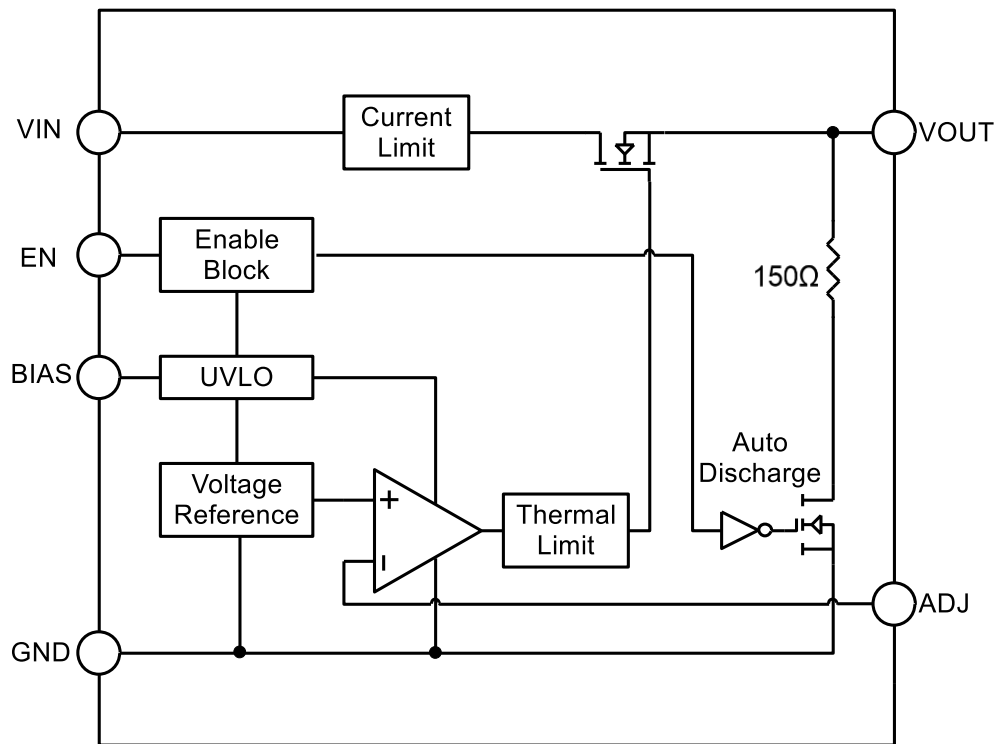 VIN
Current
Limit
VOUT
EN
Enable
Block
150Ω
BIAS
UVLO
Auto
Discharge
Voltage
Reference
+
-
Thermal
Limit
ADJ
GND